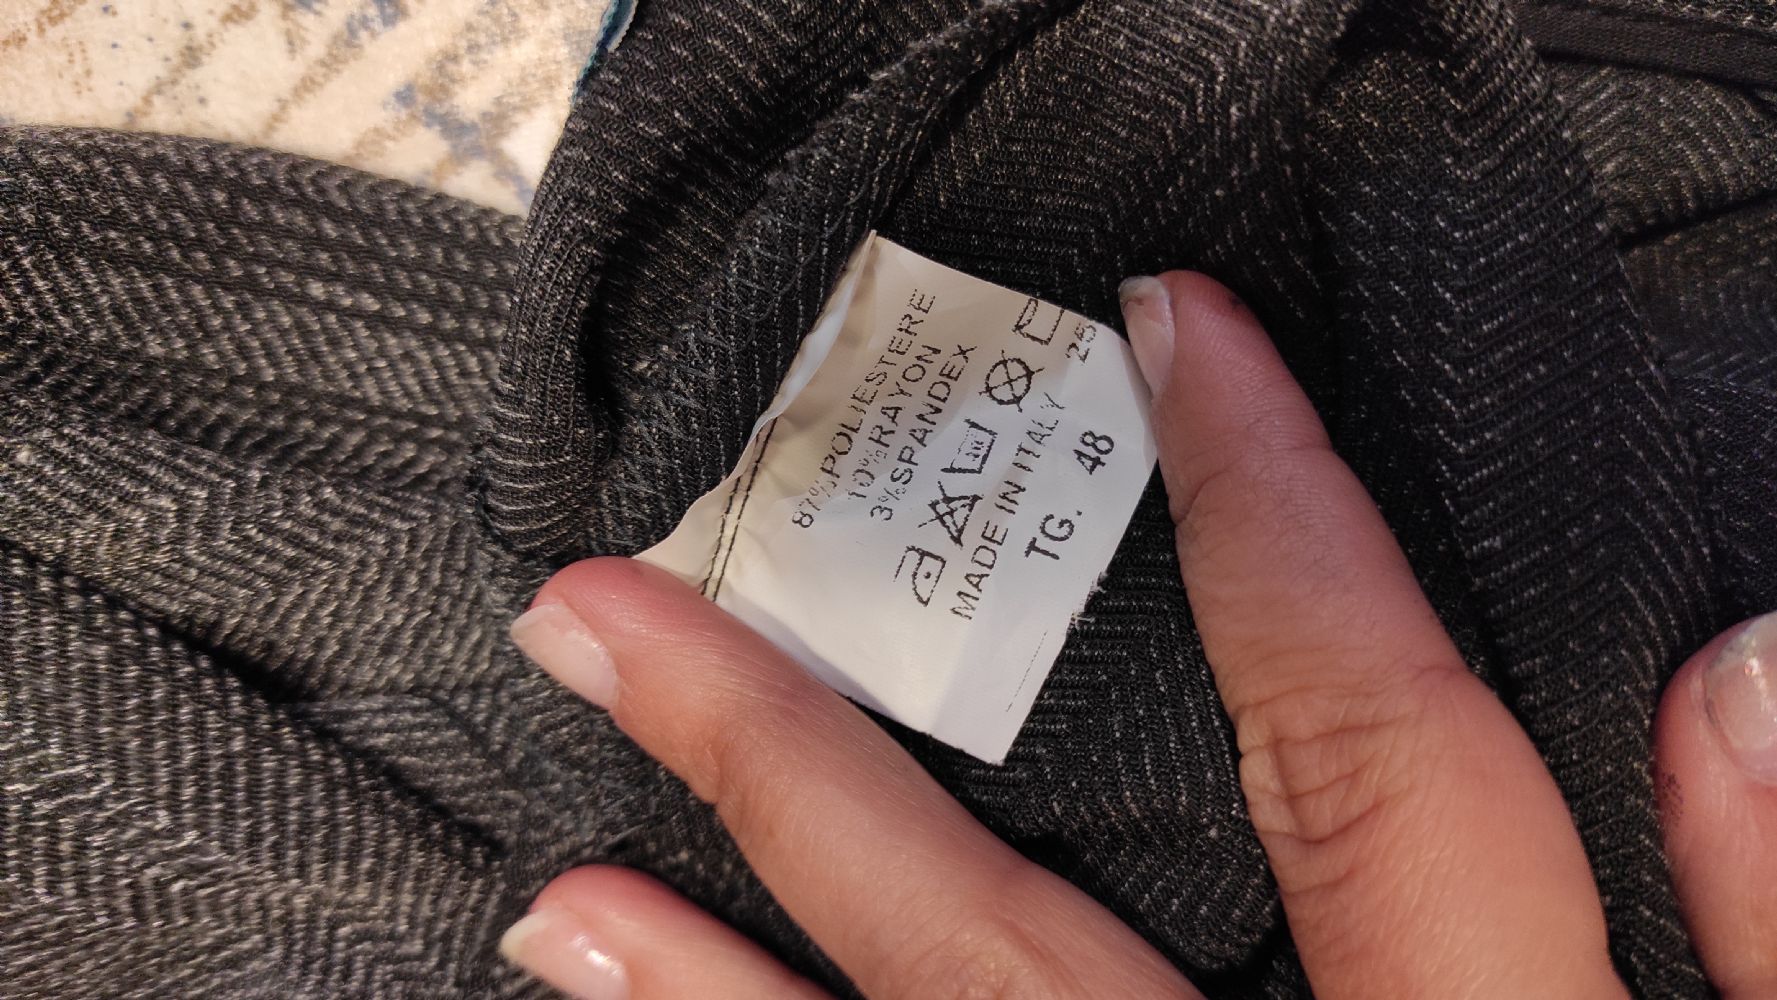 87%POLIESTERE
10%RAYON
3%SPANDEX
MADE IN ITALY
TG. 48